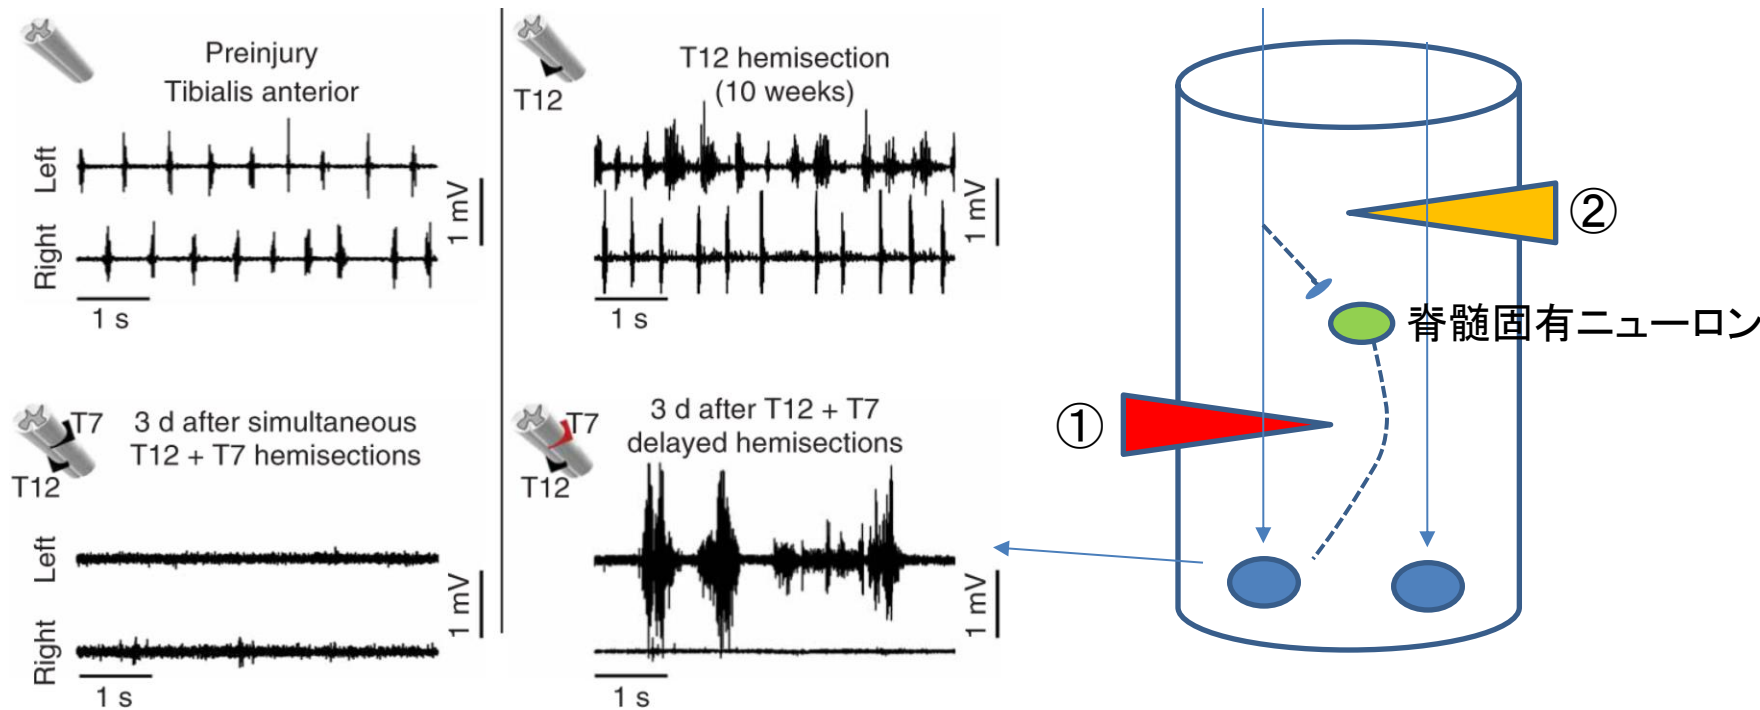 Preinjury
Tibialis anterior
Left
Right
1 mV
1 s
T12
T12 hemisection
(10 weeks)
1 mV
1 s
T7
T12
3 d after simultaneous
T12 + T7 hemisections
Left
Right
1 mV
1 s
T7
T12
3 d after T12 + T7
delayed hemisections
1 mV
1 s
②
脊髄固有ニューロン
①